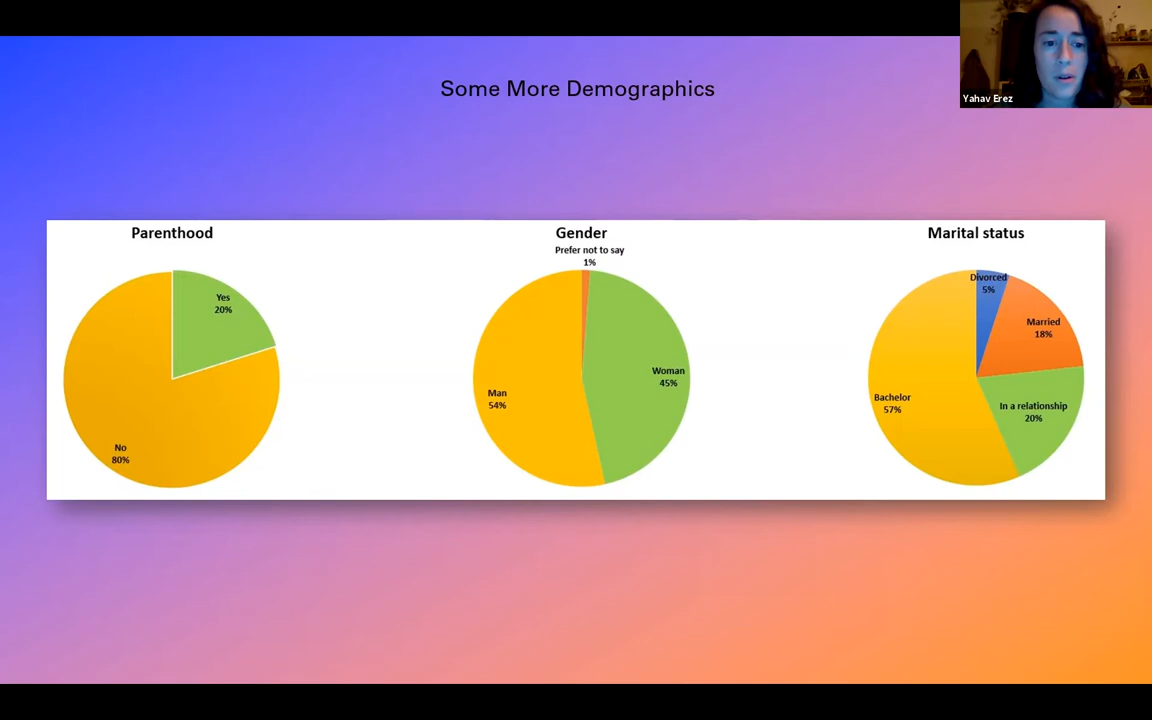 Some More Demographics
Yahav Erez
Parenthood
Yes
20%
No
80%
Gender
Prefer not to say
1%
Woman
45%
Man
54%
Marital status
Divorced
5%
Married
18%
In a relationship
20%
Bachelor
57%